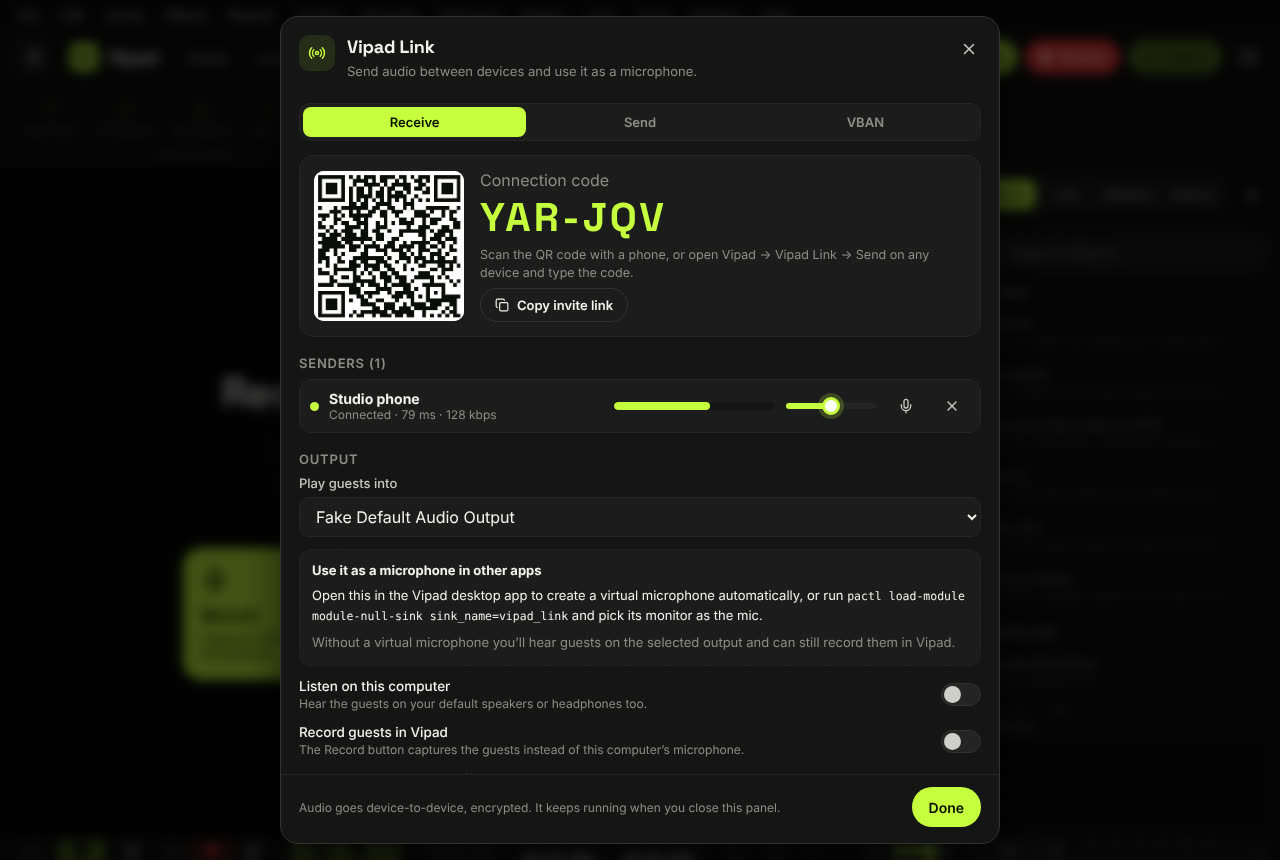 Vipad Link
Send audio between devices and use it as a microphone.
Receive
Send
VBAN
Connection code
YAR-JQV
Scan the QR code with a phone, or open Vipad → Vipad Link → Send on any
device and type the code.
Copy invite link
SENDERS (1)
Studio phone
Connected · 79 ms · 128 kbps
OUTPUT
Play guests into
Fake Default Audio Output
Use it as a microphone in other apps
Open this in the Vipad desktop app to create a virtual microphone automatically, or run pactl load-module
module-null-sink sink_name=vipad_link and pick its monitor as the mic.
Without a virtual microphone you’ll hear guests on the selected output and can still record them in Vipad.
Listen on this computer
Hear the guests on your default speakers or headphones too.
Record guests in Vipad
The Record button captures the guests instead of this computer’s microphone.
Audio goes device-to-device, encrypted. It keeps running when you close this panel.
Done